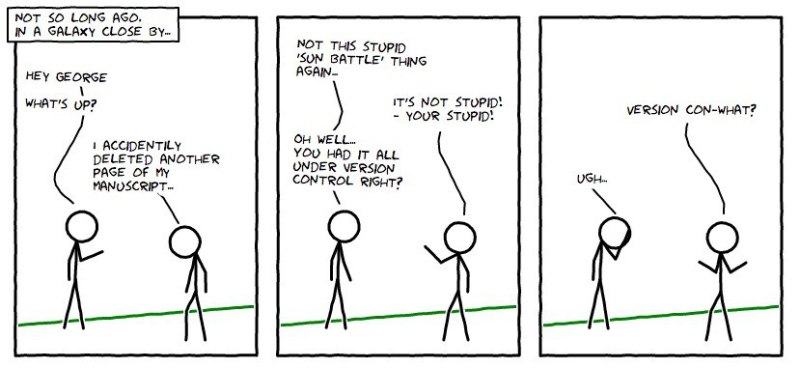 NOT SO LONG AGO.
IN A GALAXY CLOSE BY...
HEY GEORGE
WHAT'S UP?
I ACCIDENTILY
DELETED ANOTHER
PAGE OF MY
MANUSCRIPT...
NOT THIS STUPID
'SUN BATTLE' THING
AGAIN...
IT'S NOT STUPID!
- YOUR STUPID!
OH WELL...
YOU HAD IT ALL
UNDER VERSION
CONTROL RIGHT?
UGH...
VERSION CON-WHAT?